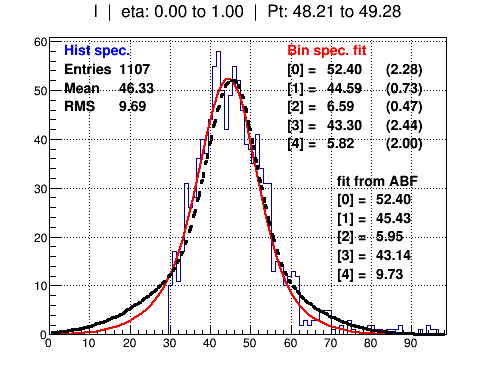 I | eta: 0.00 to 1.00 | Pt: 48.21 to 49.28
Hist spec.
Entries 1107
Mean 46.33
RMS 9.69
Bin spec. fit
[0] = 52.40 (2.28)
[1] = 44.59 (0.73)
[2] = 6.59 (0.47)
[3] = 43.30 (2.44)
[4] = 5.82 (2.00)
fit from ABF
[0] = 52.40
[1] = 45.43
[2] = 5.95
[3] = 43.14
[4] = 9.73
60
50
40
30
20
10
0
0 10 20 30 40 50 60 70 80 90